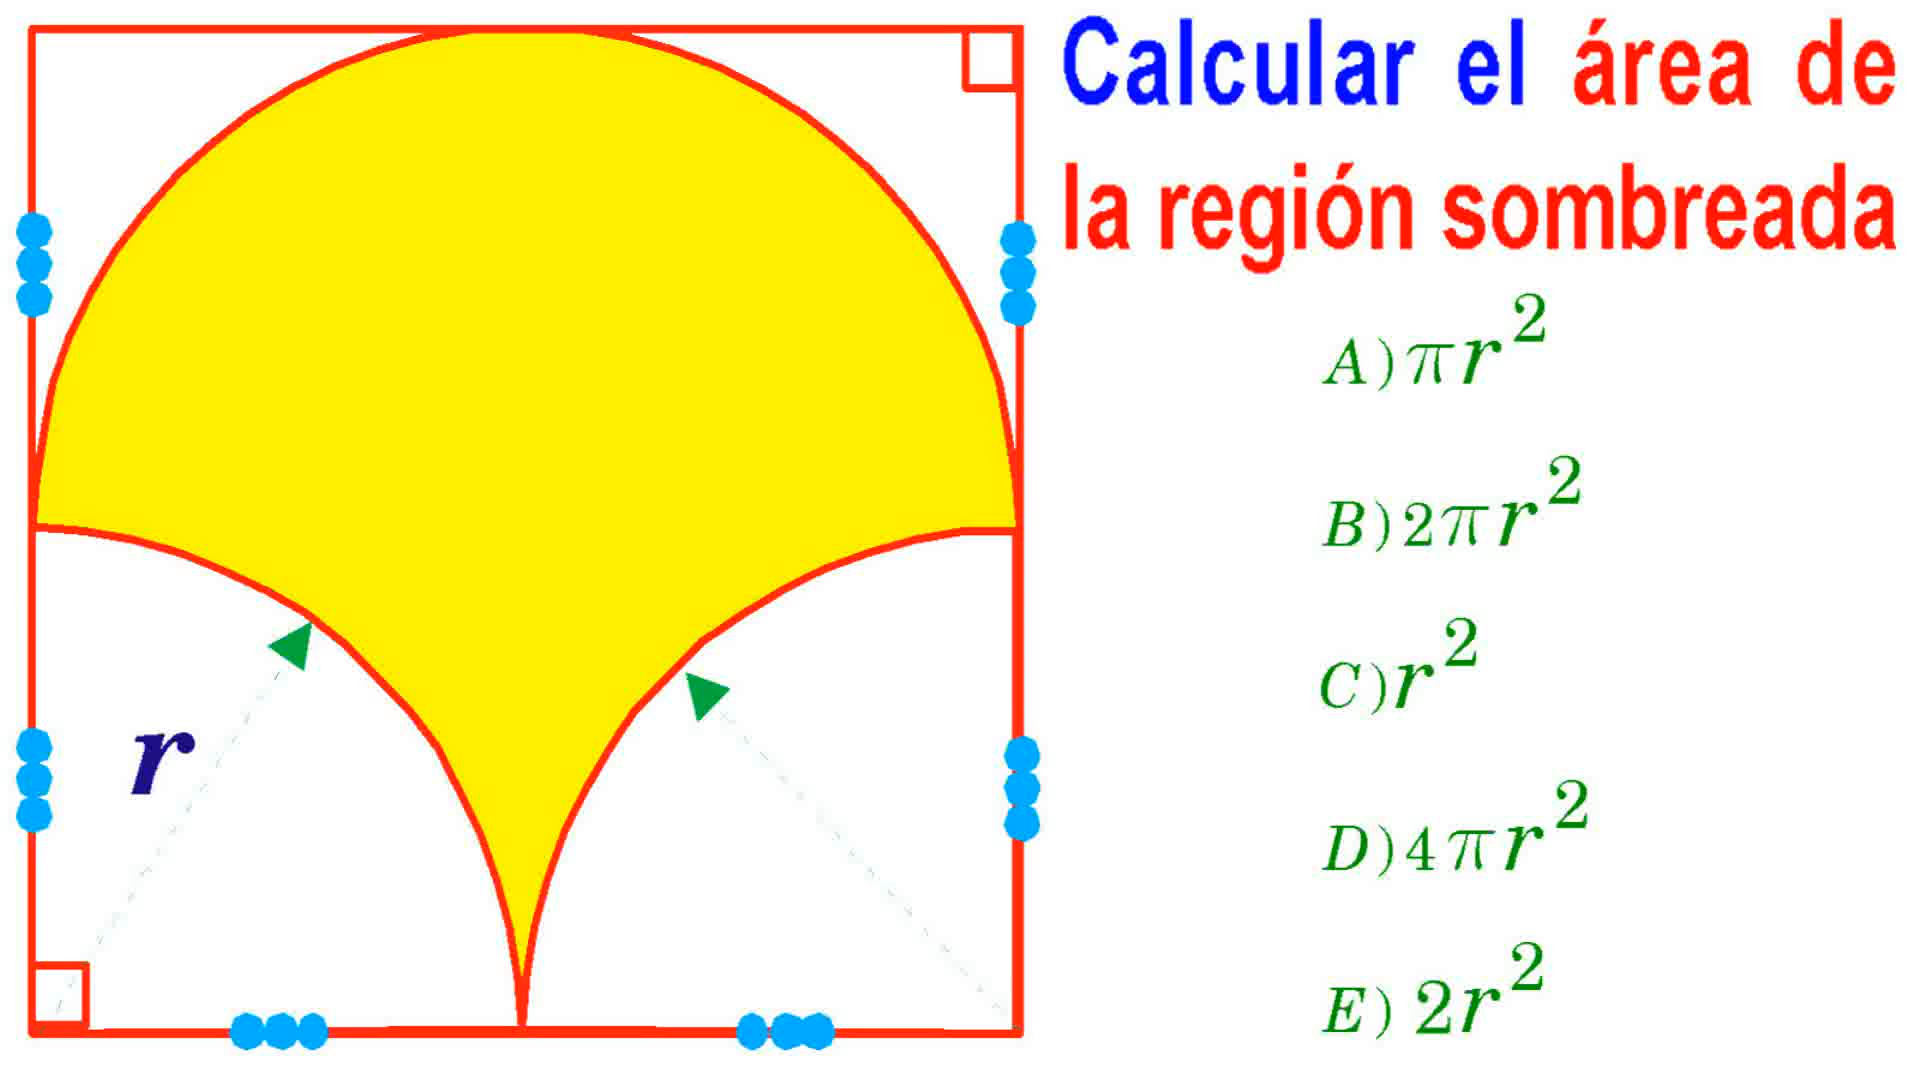 Calcular el área de
la región sombreada
A) πr²
B) 2πr²
C) r²
D) 4πr²
E) 2r²
r